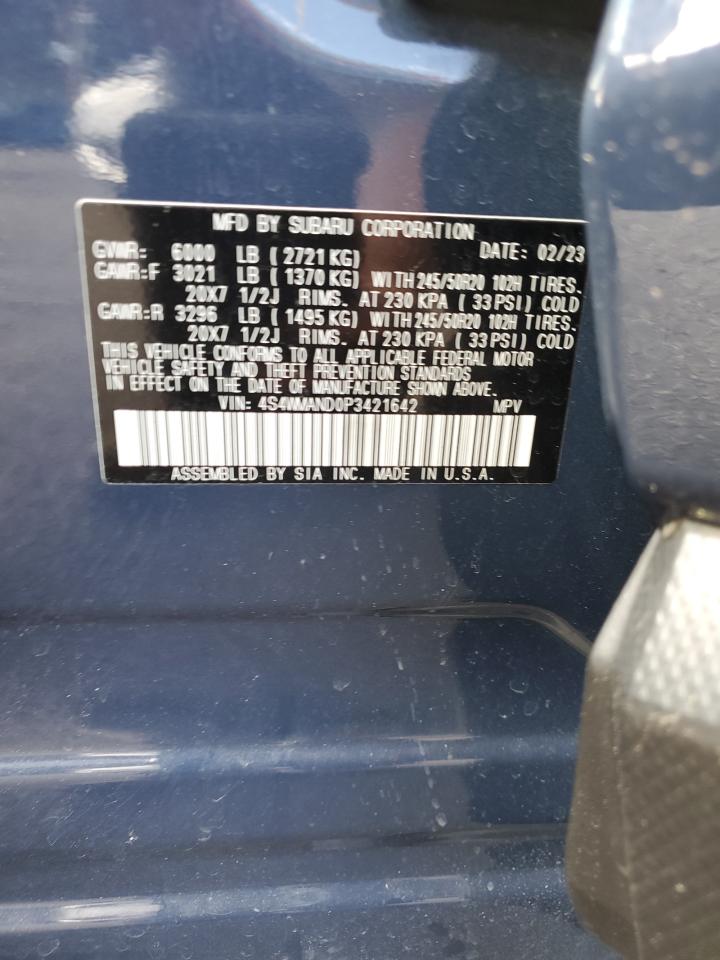 MFD BY SUBARU CORPORATION
GVWR: 6000 LB ( 2721 KG) DATE: 02/23
GAWR:F 3021 LB ( 1370 KG) WITH 245/50R20 102H TIRES.
20X7 1/2J RIMS. AT 230 KPA ( 33 PSI) COLD
GAWR:R 3296 LB ( 1495 KG) WITH 245/50R20 102H TIRES.
20X7 1/2J RIMS. AT 230 KPA ( 33 PSI) COLD
THIS VEHICLE CONFORMS TO ALL APPLICABLE FEDERAL MOTOR
VEHICLE SAFETY AND THEFT PREVENTION STANDARDS
IN EFFECT ON THE DATE OF MANUFACTURE SHOWN ABOVE.
VIN: 4S4WMAND0P3421642 MPV
ASSEMBLED BY SIA INC. MADE IN U.S.A.